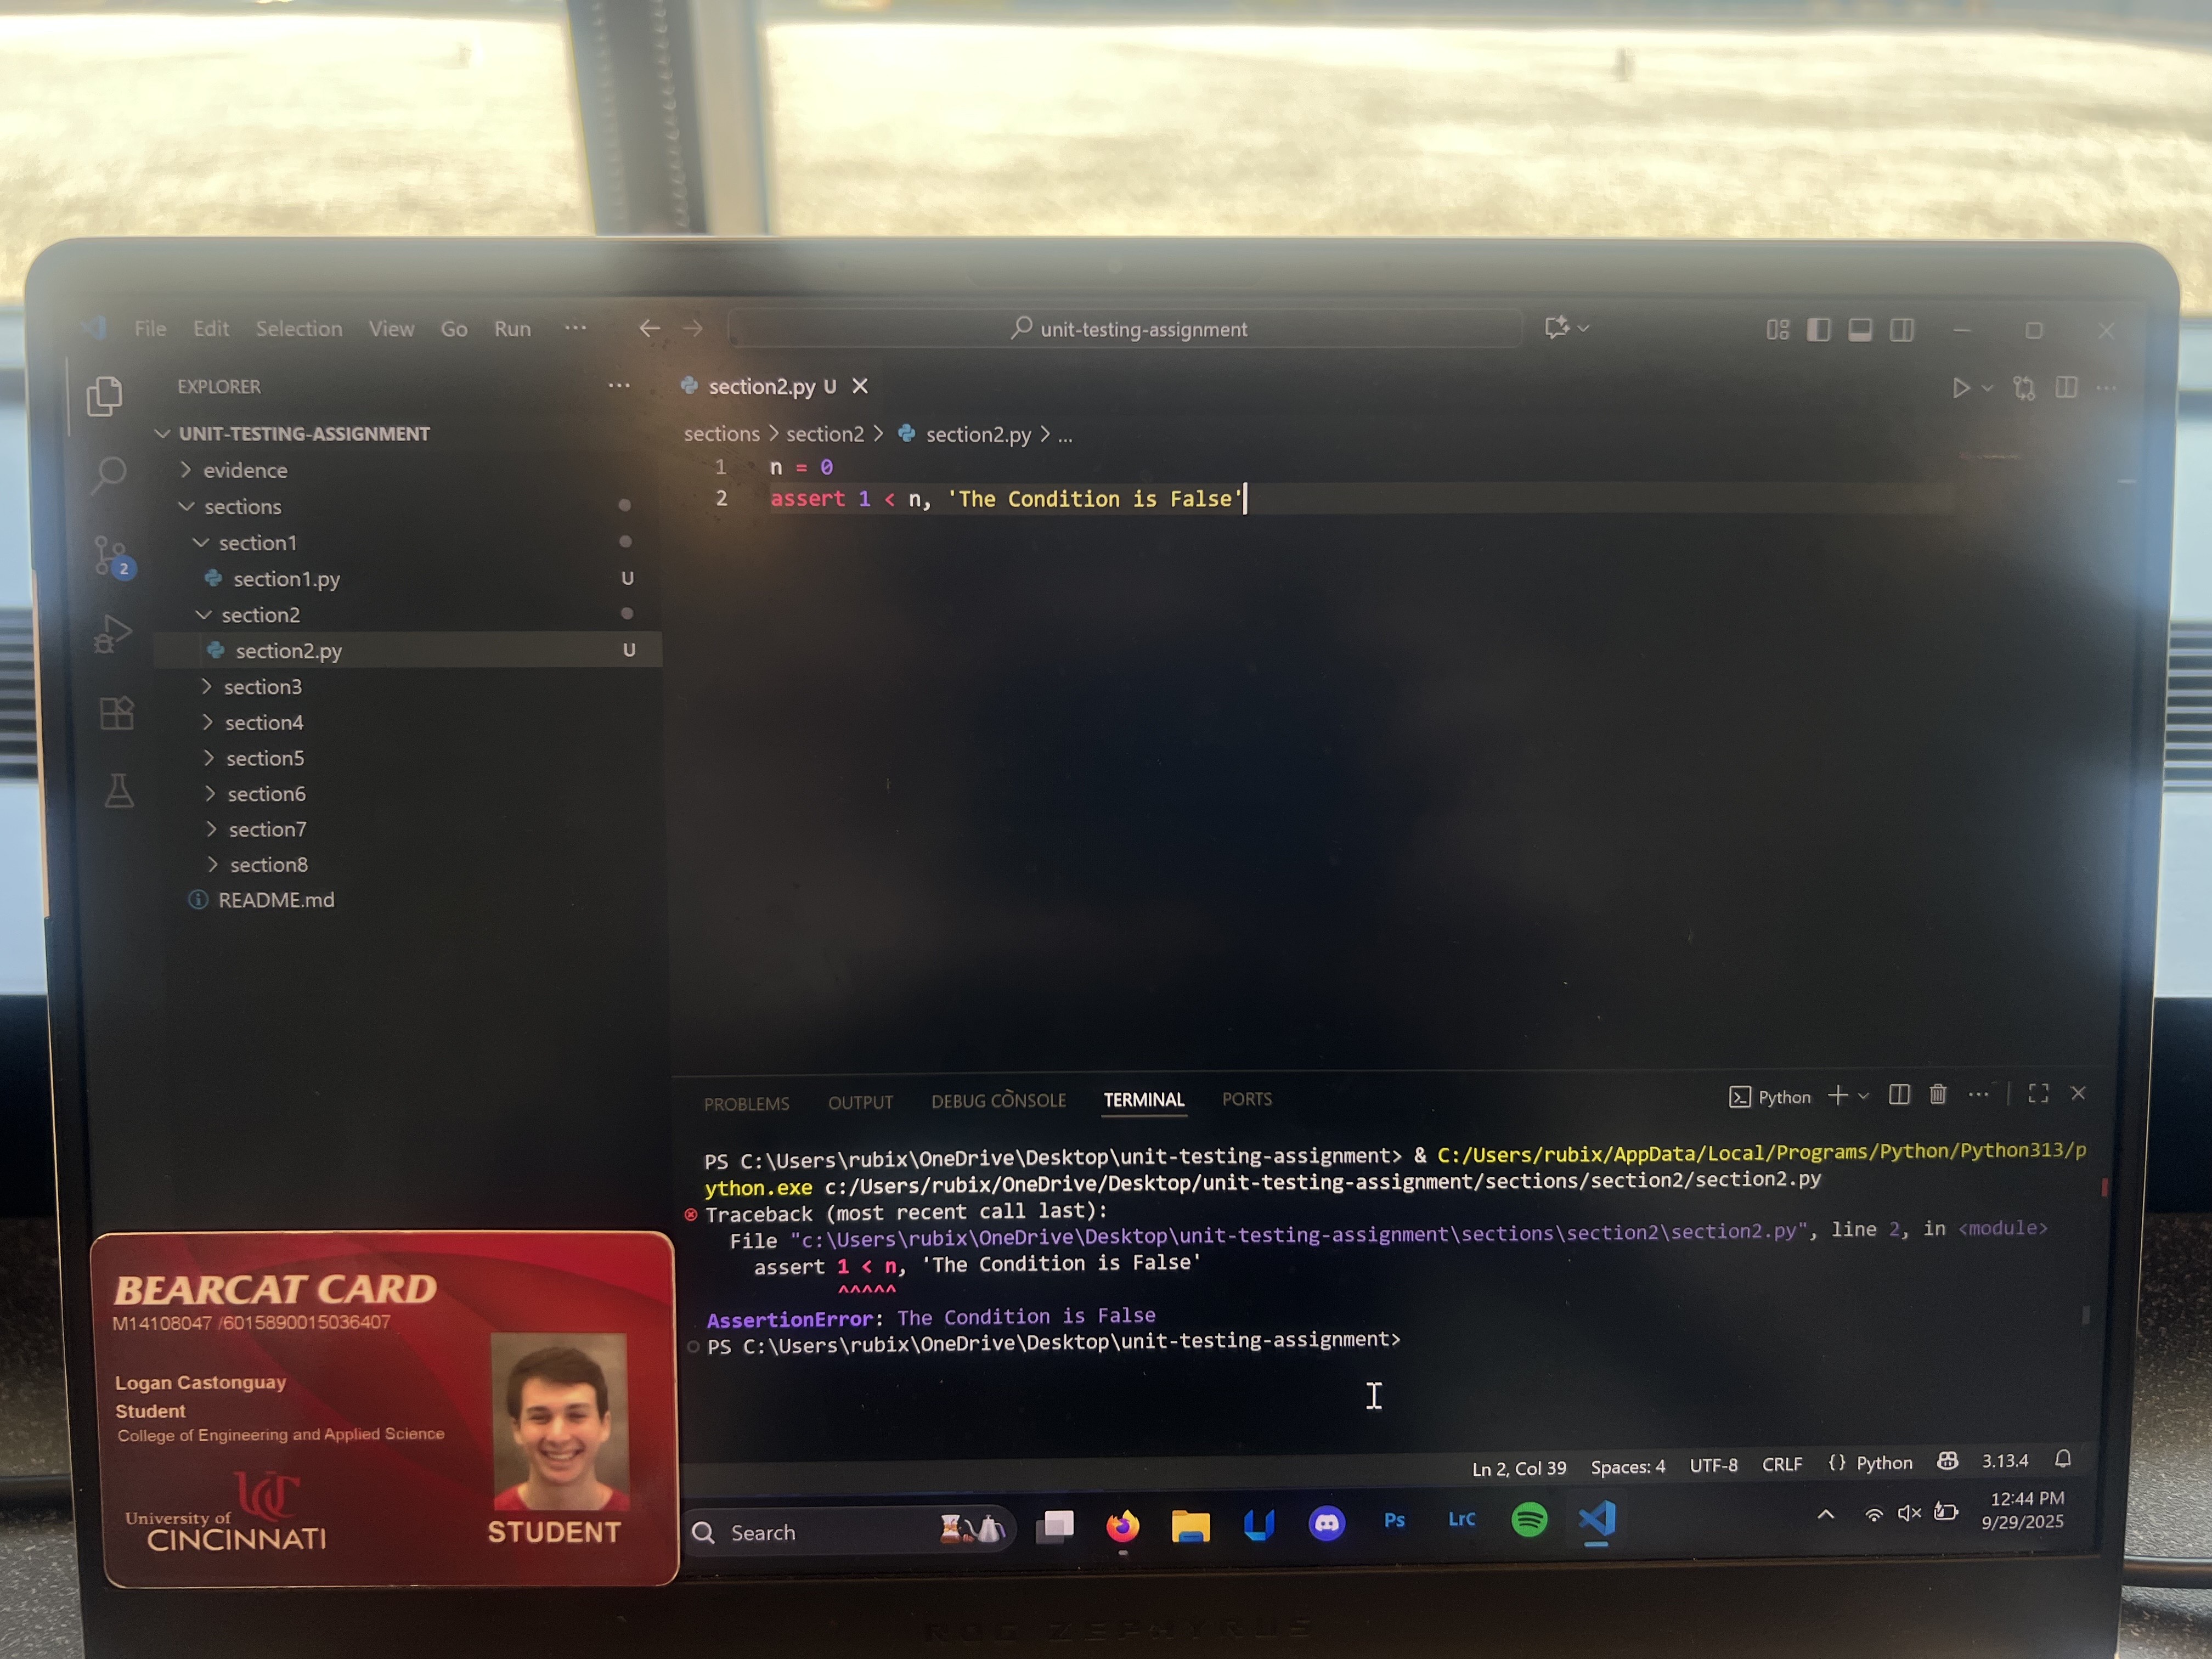 File Edit Selection View Go Run ...
unit-testing-assignment
EXPLORER ...
UNIT-TESTING-ASSIGNMENT
evidence
sections
section1
section1.py U
section2
section2.py U
section3
section4
section5
section6
section7
section8
README.md
2
section2.py U
sections > section2 > section2.py > ...
1 n = 0
2 assert 1 < n, 'The Condition is False'
PROBLEMS OUTPUT DEBUG CONSOLE TERMINAL PORTS
Python
PS C:\Users\rubix\OneDrive\Desktop\unit-testing-assignment> & C:/Users/rubix/AppData/Local/Programs/Python/Python313/p
ython.exe c:/Users/rubix/OneDrive/Desktop/unit-testing-assignment/sections/section2/section2.py
Traceback (most recent call last):
File "c:\Users\rubix\OneDrive\Desktop\unit-testing-assignment\sections\section2\section2.py", line 2, in <module>
assert 1 < n, 'The Condition is False'
^^^^^
AssertionError: The Condition is False
PS C:\Users\rubix\OneDrive\Desktop\unit-testing-assignment>
Ln 2, Col 39 Spaces: 4 UTF-8 CRLF {} Python 3.13.4
BEARCAT CARD
M14108047 /6015890015036407
Logan Castonguay
Student
College of Engineering and Applied Science
UC
University of
CINCINNATI
STUDENT
Search
Ps LrC
12:44 PM
9/29/2025
ROG ZEPHYRUS